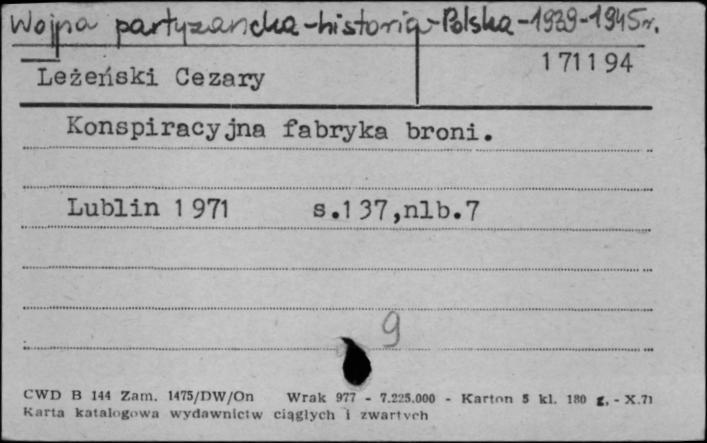 Wojna partyzancka-historia-Polska-1939-1945r.
171194
Leżeński Cezary
Konspiracyjna fabryka broni.
Lublin 1971 s.137,nlb.7
9
CWD B 144 Zam. 1475/DW/On Wrak 977 - 7.225.000 - Karton 5 kl. 180 g. - X.71
Karta katalogowa wydawnictw ciągłych i zwartych